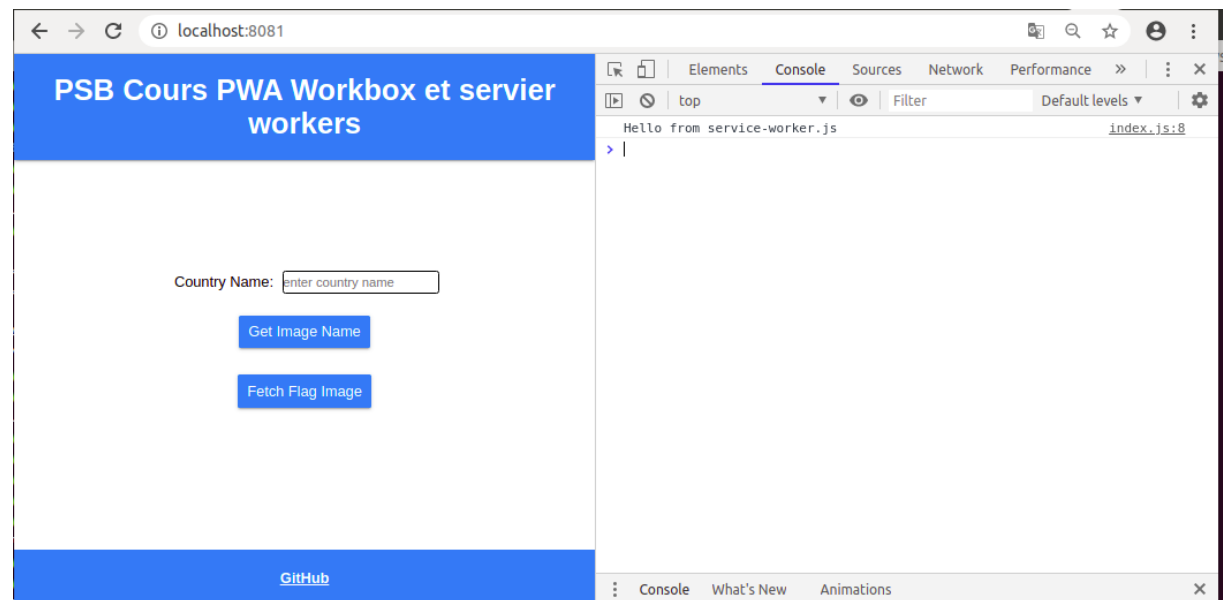 localhost:8081
PSB Cours PWA Workbox et servier
workers
Country Name: enter country name
Get Image Name
Fetch Flag Image
GitHub
Elements Console Sources Network Performance »
top Filter Default levels
Hello from service-worker.js index.js:8
>
Console What's New Animations